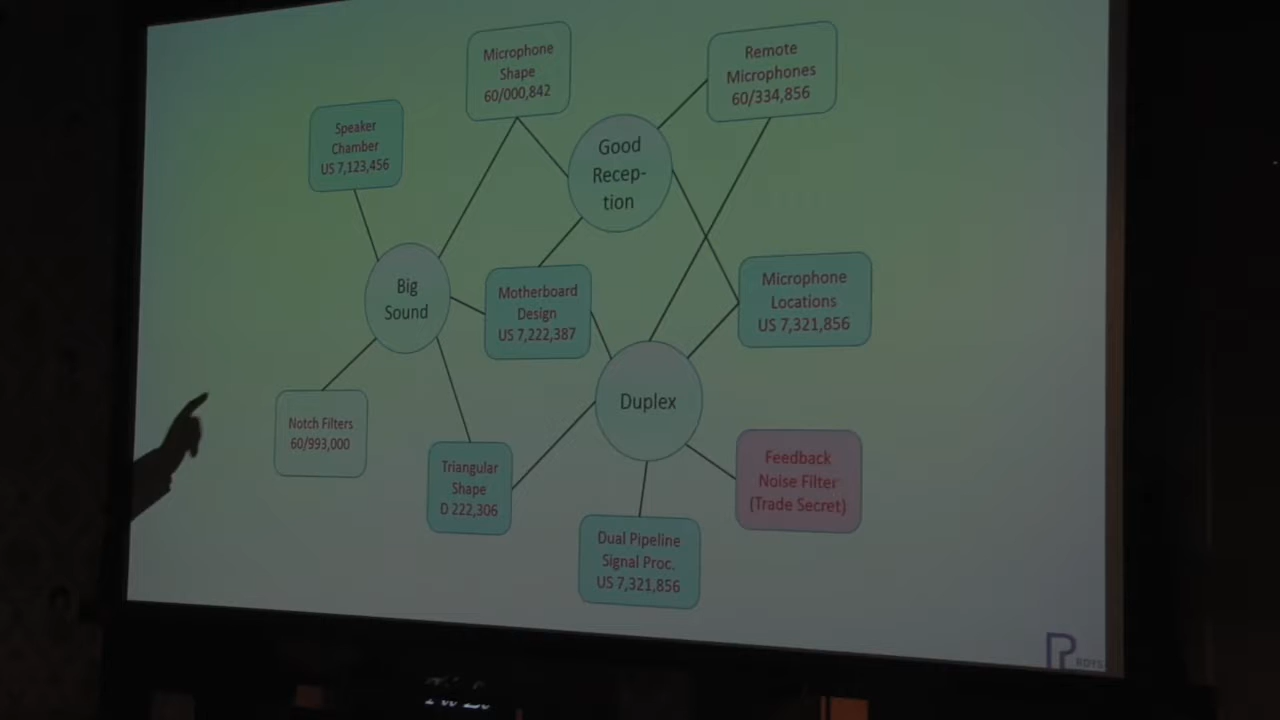 Microphone
Shape
60/000,842
Remote
Microphones
60/334,856
Speaker
Chamber
US 7,123,456
Good
Recep-
tion
Big
Sound
Motherboard
Design
US 7,222,387
Microphone
Locations
US 7,321,856
Duplex
Notch Filters
60/993,000
Triangular
Shape
D 222,306
Feedback
Noise Filter
(Trade Secret)
Dual Pipeline
Signal Proc.
US 7,321,856
ROYS